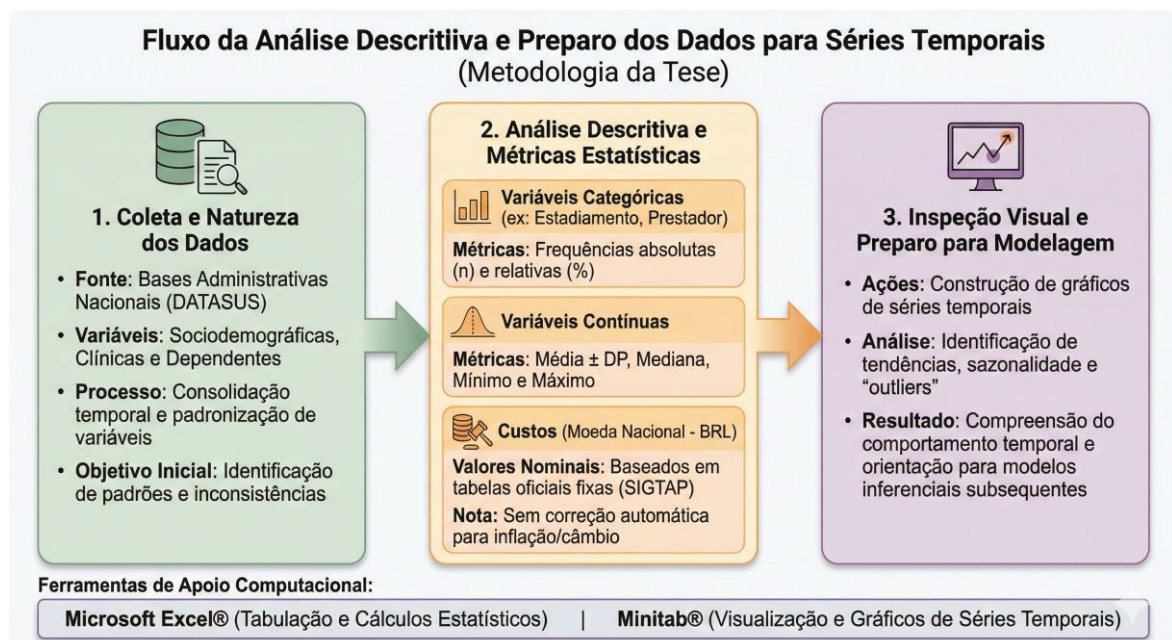 Fluxo da Análise Descritiiva e Preparo dos Dados para Séries Temporais
(Metodologia da Tese)
1. Coleta e Natureza
dos Dados
• Fonte: Bases Administrativas
Nacionais (DATASUS)
• Variáveis: Sociodemográficas,
Clínicas e Dependentes
• Processo: Consolidação
temporal e padronização de
variáveis
• Objetivo Inicial: Identificação
de padrões e inconsistências
2. Análise Descritiva e
Métricas Estatísticas
Variáveis Categóricas
(ex: Estadiamento, Prestador)
Métricas: Frequências absolutas
(n) e relativas (%)
Variáveis Contínuas
Métricas: Média ± DP, Mediana,
Mínimo e Máximo
Custos (Moeda Nacional - BRL)
Valores Nominais: Baseados em
tabelas oficiais fixas (SIGTAP)
Nota: Sem correção automática
para inflação/câmbio
3. Inspeção Visual e
Preparo para Modelagem
• Ações: Construção de gráficos
de séries temporais
• Análise: Identificação de
tendências, sazonalidade e
“outliers”
• Resultado: Compreensão do
comportamento temporal e
orientação para modelos
inferenciais subsequentes
Ferramentas de Apoio Computacional:
Microsoft Excel® (Tabulação e Cálculos Estatísticos) | Minitab® (Visualização e Gráficos de Séries Temporais)